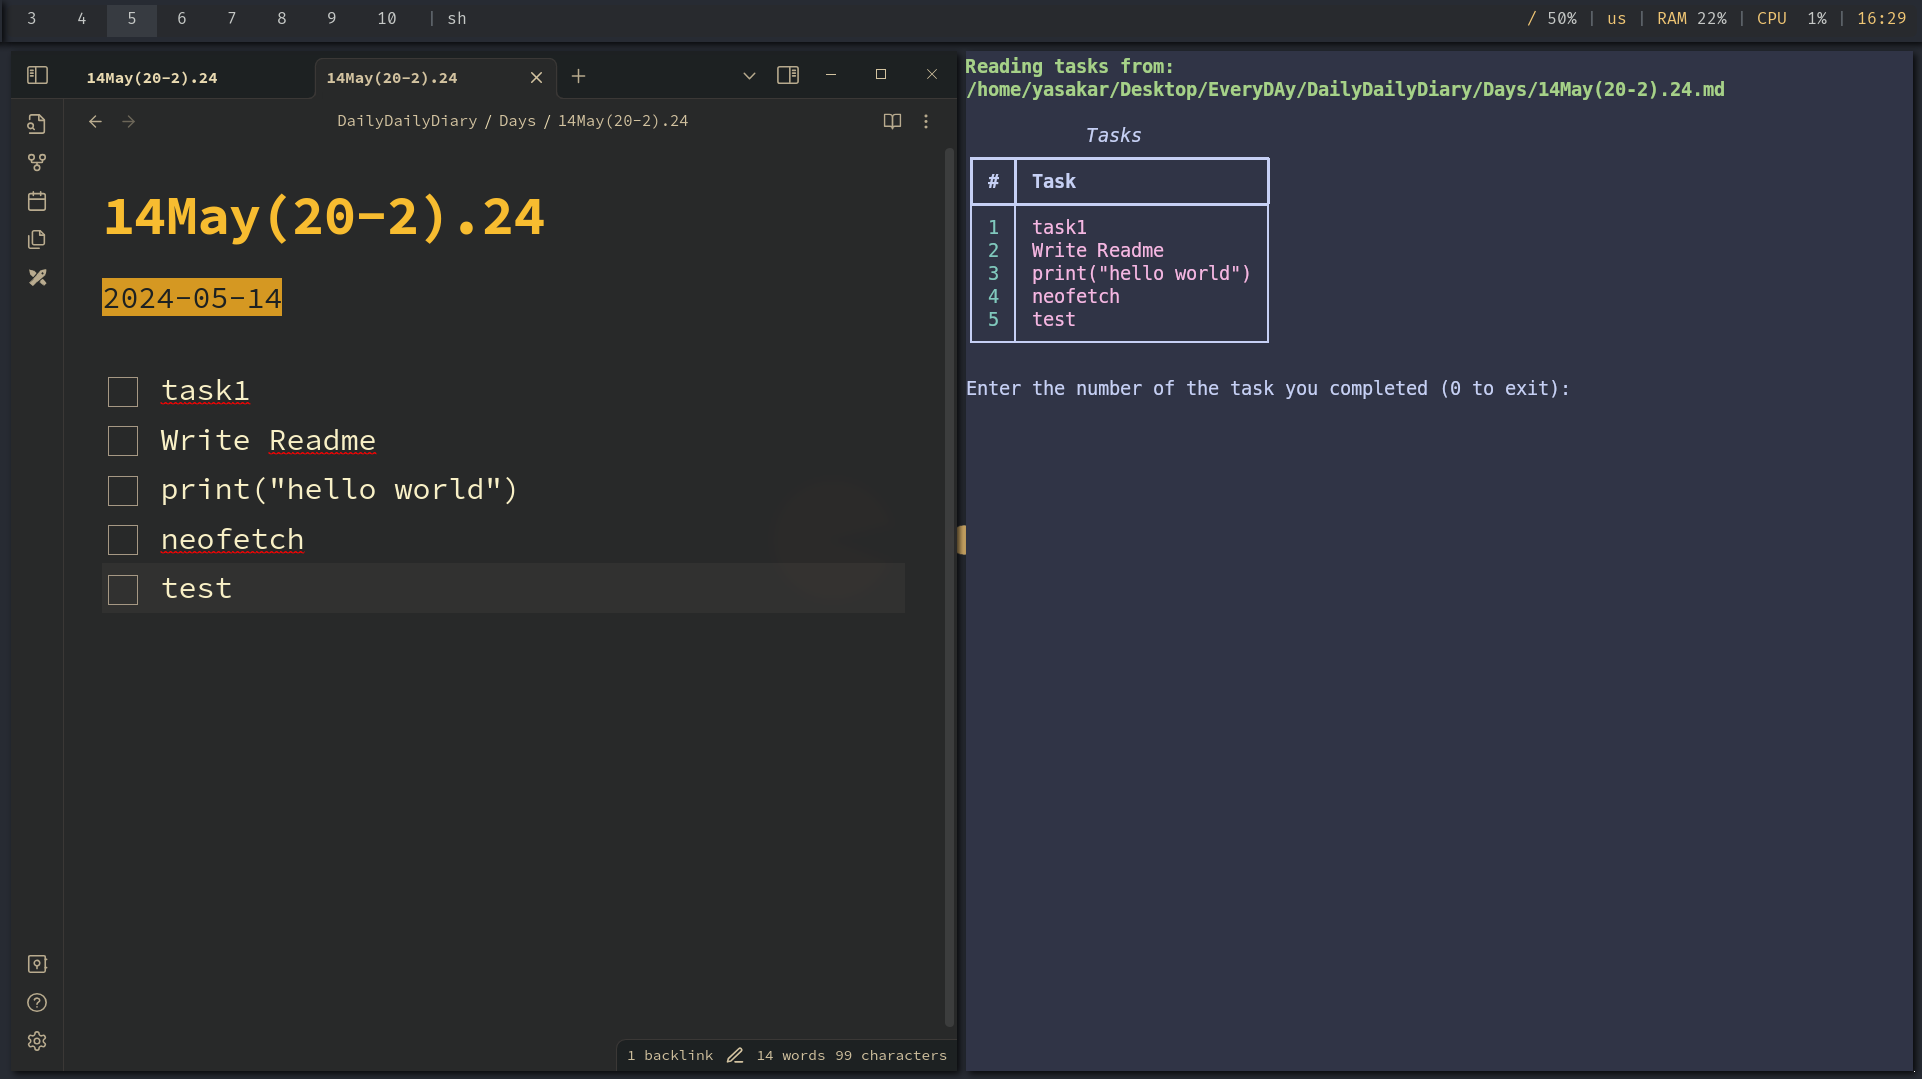 3 4 5 6 7 8 9 10 | sh
/ 50% | us | RAM 22% | CPU 1% | 16:29
14May(20-2).24
14May(20-2).24
DailyDailyDiary / Days / 14May(20-2).24
14May(20-2).24
2024-05-14
task1
Write Readme
print("hello world")
neofetch
test
1 backlink 14 words 99 characters
Reading tasks from:
/home/yasakar/Desktop/EveryDAy/DailyDailyDiary/Days/14May(20-2).24.md
Tasks
# Task
1 task1
2 Write Readme
3 print("hello world")
4 neofetch
5 test
Enter the number of the task you completed (0 to exit):